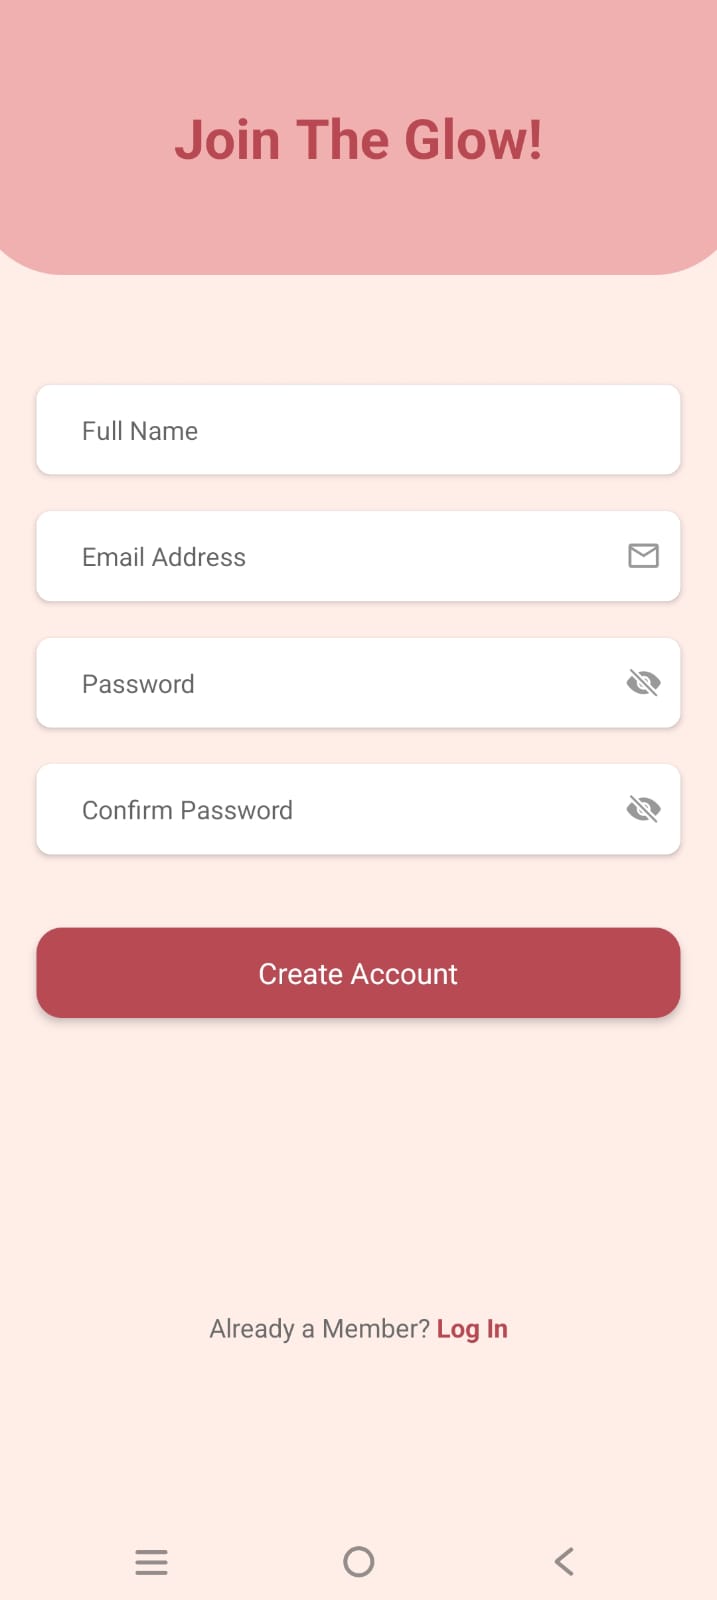 Join The Glow!
Full Name
Email Address
Password
Confirm Password
Create Account
Already a Member? Log In